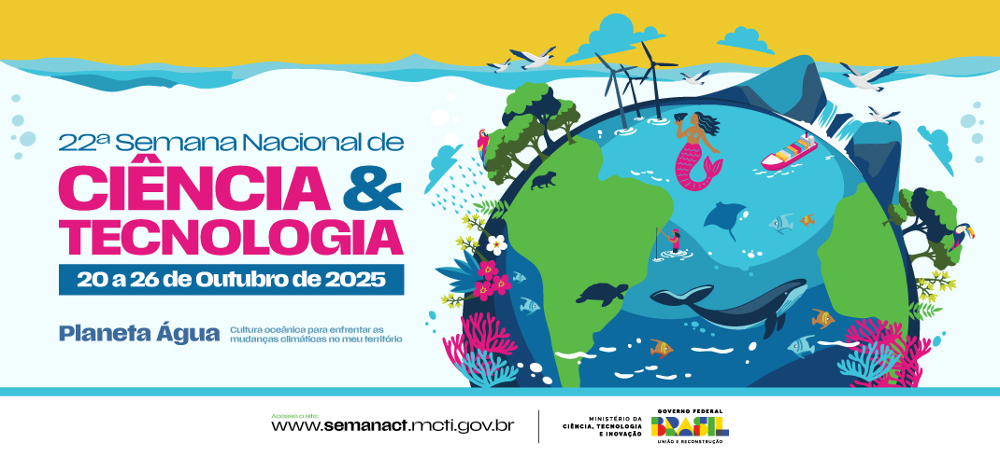 22ª Semana Nacional de
CIÊNCIA &
TECNOLOGIA
20 a 26 de Outubro de 2025
Planeta Água
Cultura oceânica para enfrentar as
mudanças climáticas no meu território
Acesse o site:
www.semanact.mcti.gov.br
MINISTÉRIO DA
CIÊNCIA, TECNOLOGIA
E INOVAÇÃO
GOVERNO FEDERAL
BRASIL
UNIÃO E RECONSTRUÇÃO